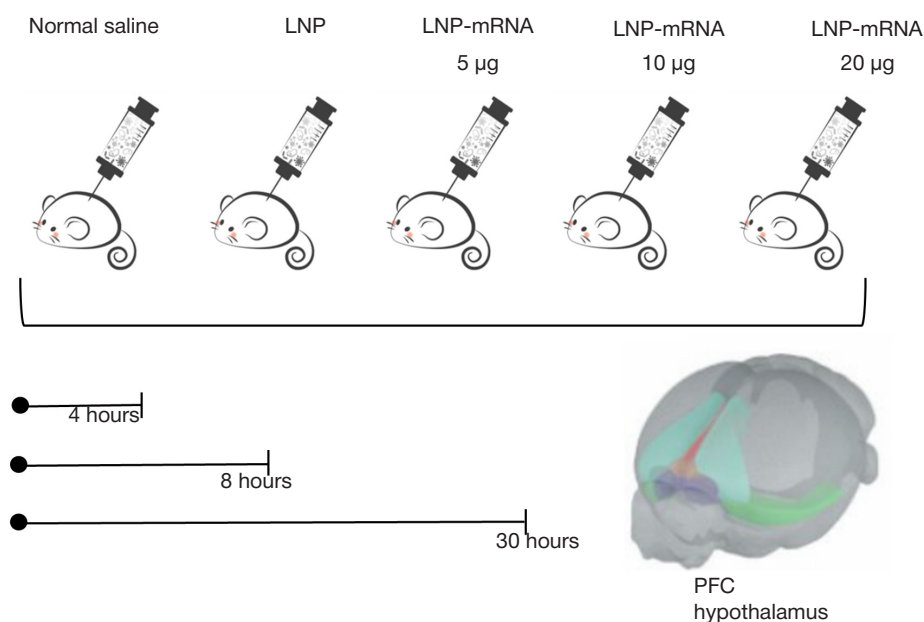 Normal saline
LNP
LNP-mRNA
5 µg
LNP-mRNA
10 µg
LNP-mRNA
20 µg
4 hours
8 hours
30 hours
PFC
hypothalamus